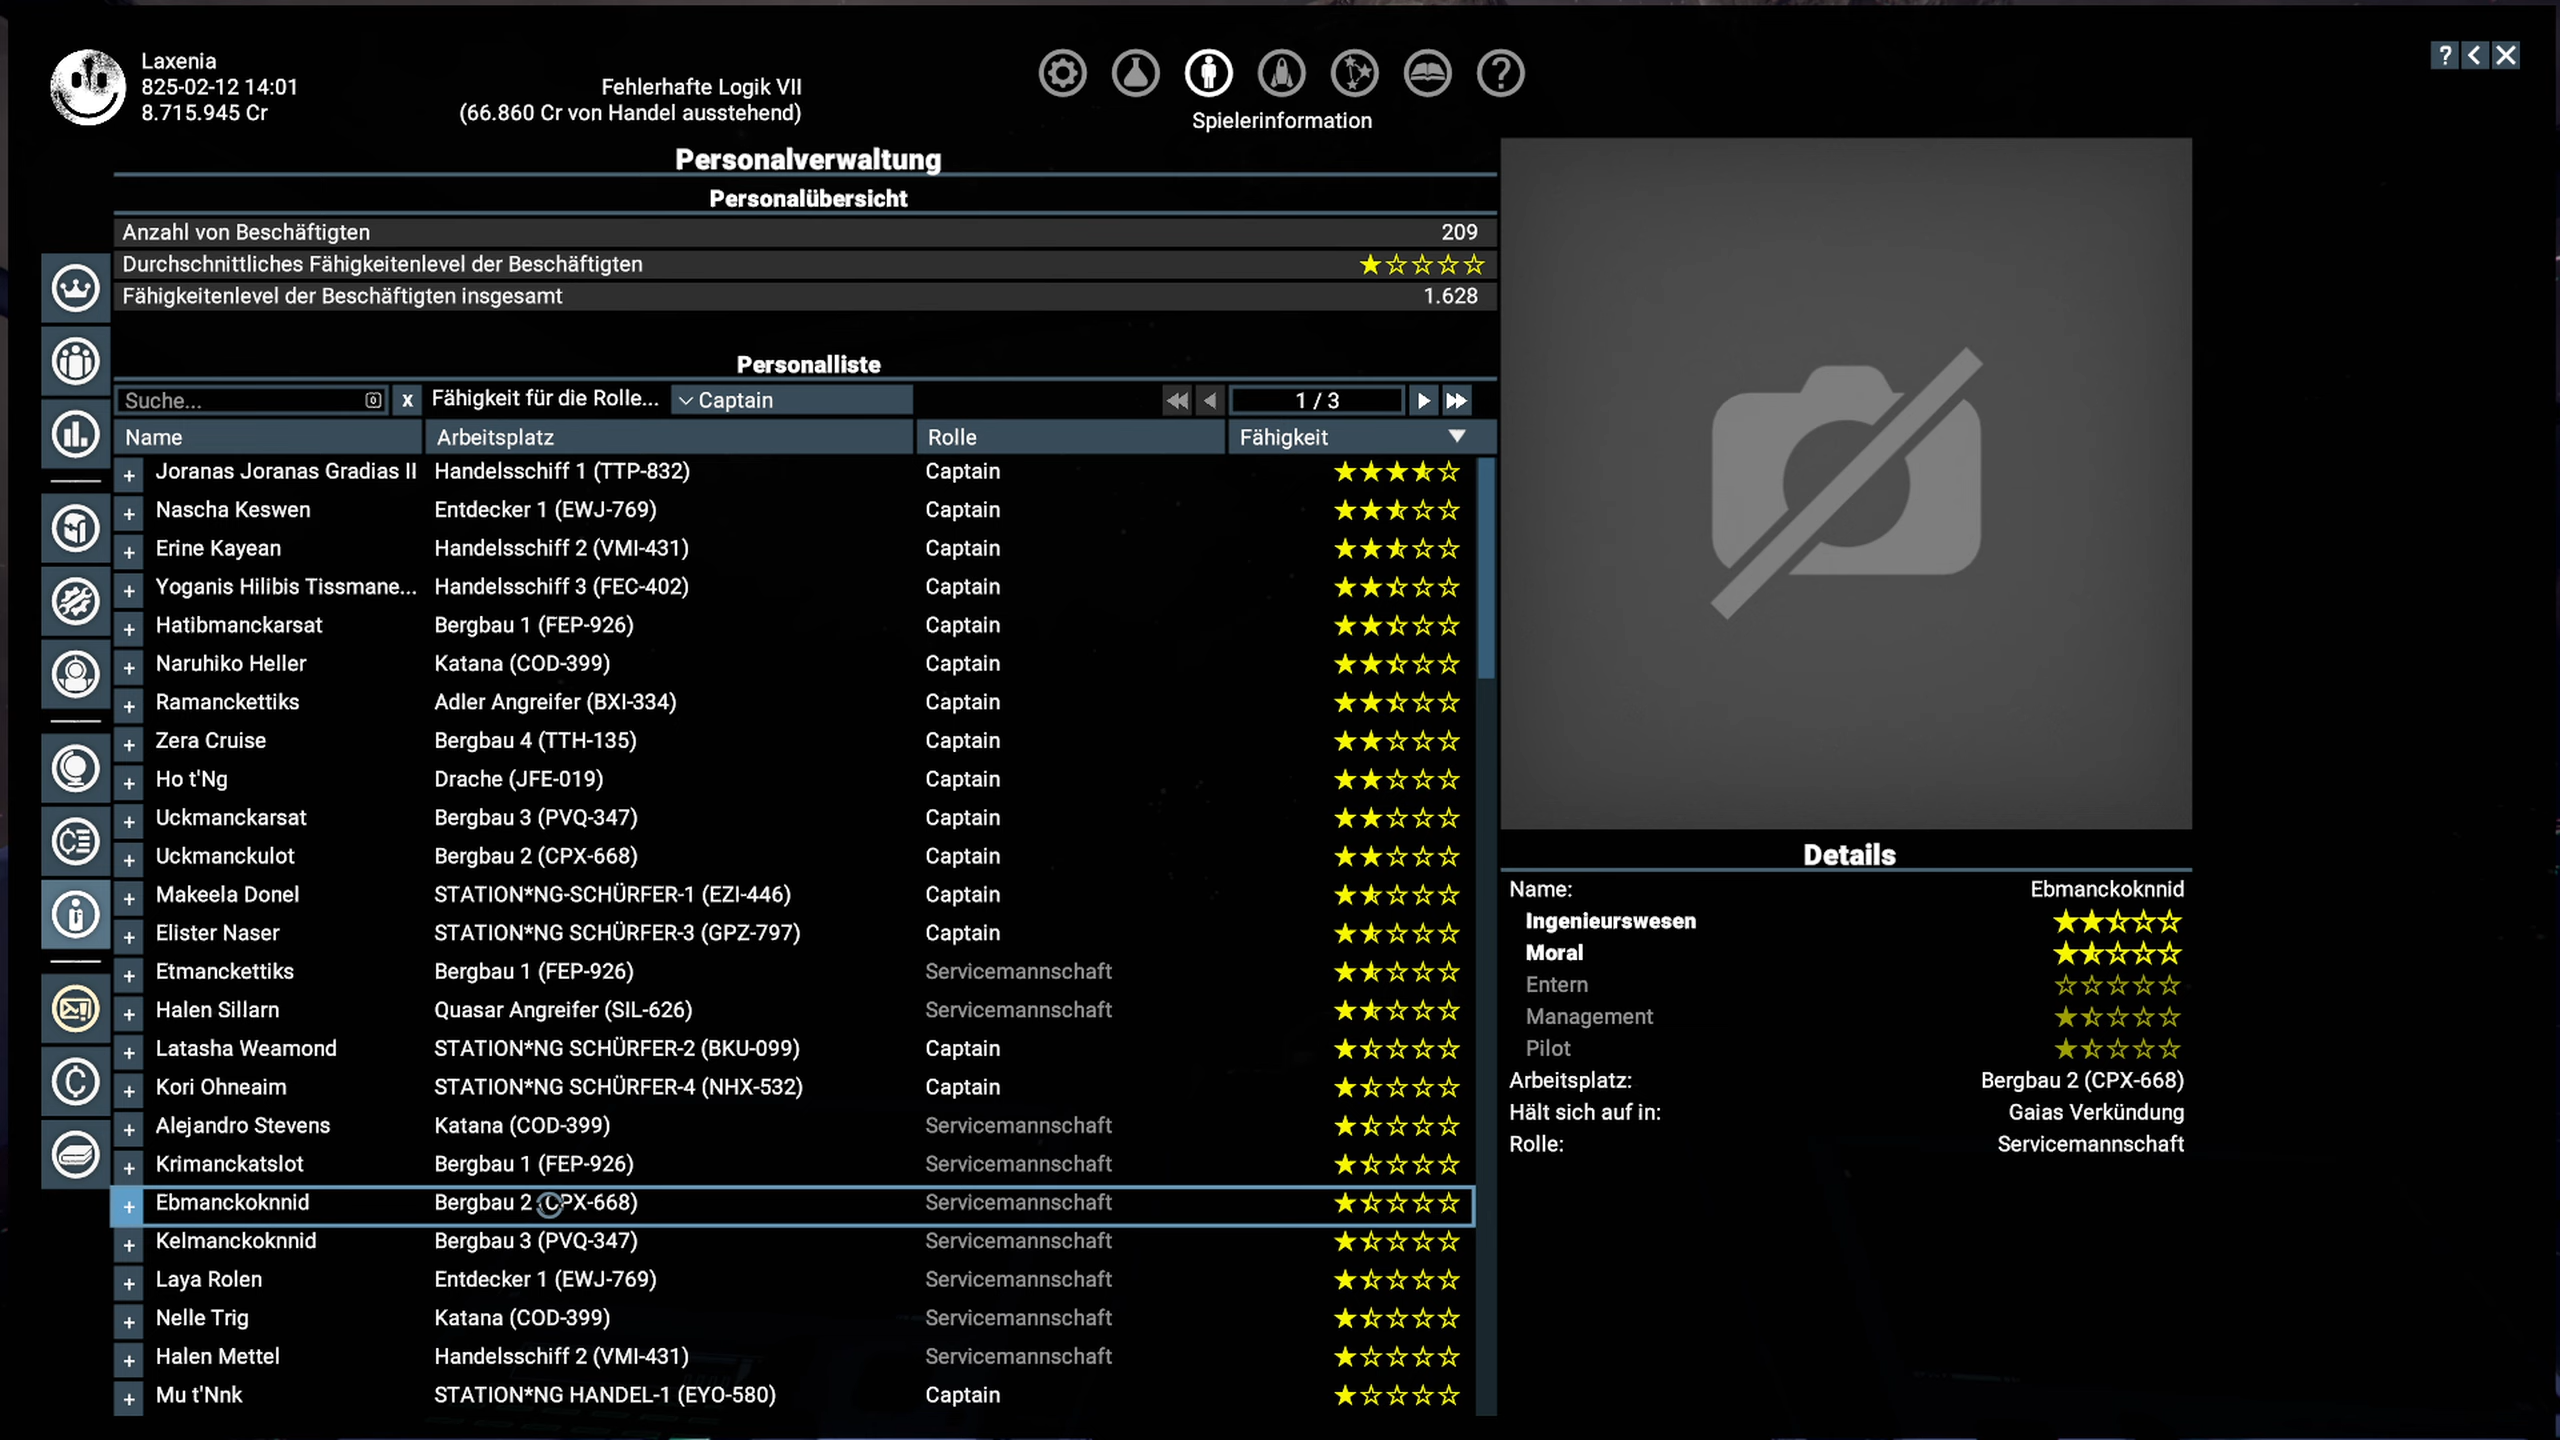 Laxenia
825-02-12 14:01
8.715.945 Cr
Fehlerhafte Logik VII
(66.860 Cr von Handel ausstehend)
Spielerinformation
Personalverwaltung
Personalübersicht
Anzahl von Beschäftigten 209
Durchschnittliches Fähigkeitenlevel der Beschäftigten
Fähigkeitenlevel der Beschäftigten insgesamt 1.628
Personalliste
Suche... x Fähigkeit für die Rolle... Captain 1 / 3
Name Arbeitsplatz Rolle Fähigkeit
+ Joranas Joranas Gradias II Handelsschiff 1 (TTP-832) Captain
+ Nascha Keswen Entdecker 1 (EWJ-769) Captain
+ Erine Kayean Handelsschiff 2 (VMI-431) Captain
+ Yoganis Hilibis Tissmane... Handelsschiff 3 (FEC-402) Captain
+ Hatibmanckarsat Bergbau 1 (FEP-926) Captain
+ Naruhiko Heller Katana (COD-399) Captain
+ Ramanckettiks Adler Angreifer (BXI-334) Captain
+ Zera Cruise Bergbau 4 (TTH-135) Captain
+ Ho t'Ng Drache (JFE-019) Captain
+ Uckmanckarsat Bergbau 3 (PVQ-347) Captain
+ Uckmanckulot Bergbau 2 (CPX-668) Captain
+ Makeela Donel STATION*NG-SCHÜRFER-1 (EZI-446) Captain
+ Elister Naser STATION*NG SCHÜRFER-3 (GPZ-797) Captain
+ Etmanckettiks Bergbau 1 (FEP-926) Servicemannschaft
+ Halen Sillarn Quasar Angreifer (SIL-626) Servicemannschaft
+ Latasha Weamond STATION*NG SCHÜRFER-2 (BKU-099) Captain
+ Kori Ohneaim STATION*NG SCHÜRFER-4 (NHX-532) Captain
+ Alejandro Stevens Katana (COD-399) Servicemannschaft
+ Krimanckatslot Bergbau 1 (FEP-926) Servicemannschaft
+ Ebmanckoknnid Bergbau 2 (CPX-668) Servicemannschaft
+ Kelmanckoknnid Bergbau 3 (PVQ-347) Servicemannschaft
+ Laya Rolen Entdecker 1 (EWJ-769) Servicemannschaft
+ Nelle Trig Katana (COD-399) Servicemannschaft
+ Halen Mettel Handelsschiff 2 (VMI-431) Servicemannschaft
+ Mu t'Nnk STATION*NG HANDEL-1 (EYO-580) Captain
Details
Name: Ebmanckoknnid
Ingenieurswesen
Moral
Entern
Management
Pilot
Arbeitsplatz: Bergbau 2 (CPX-668)
Hält sich auf in: Gaias Verkündung
Rolle: Servicemannschaft